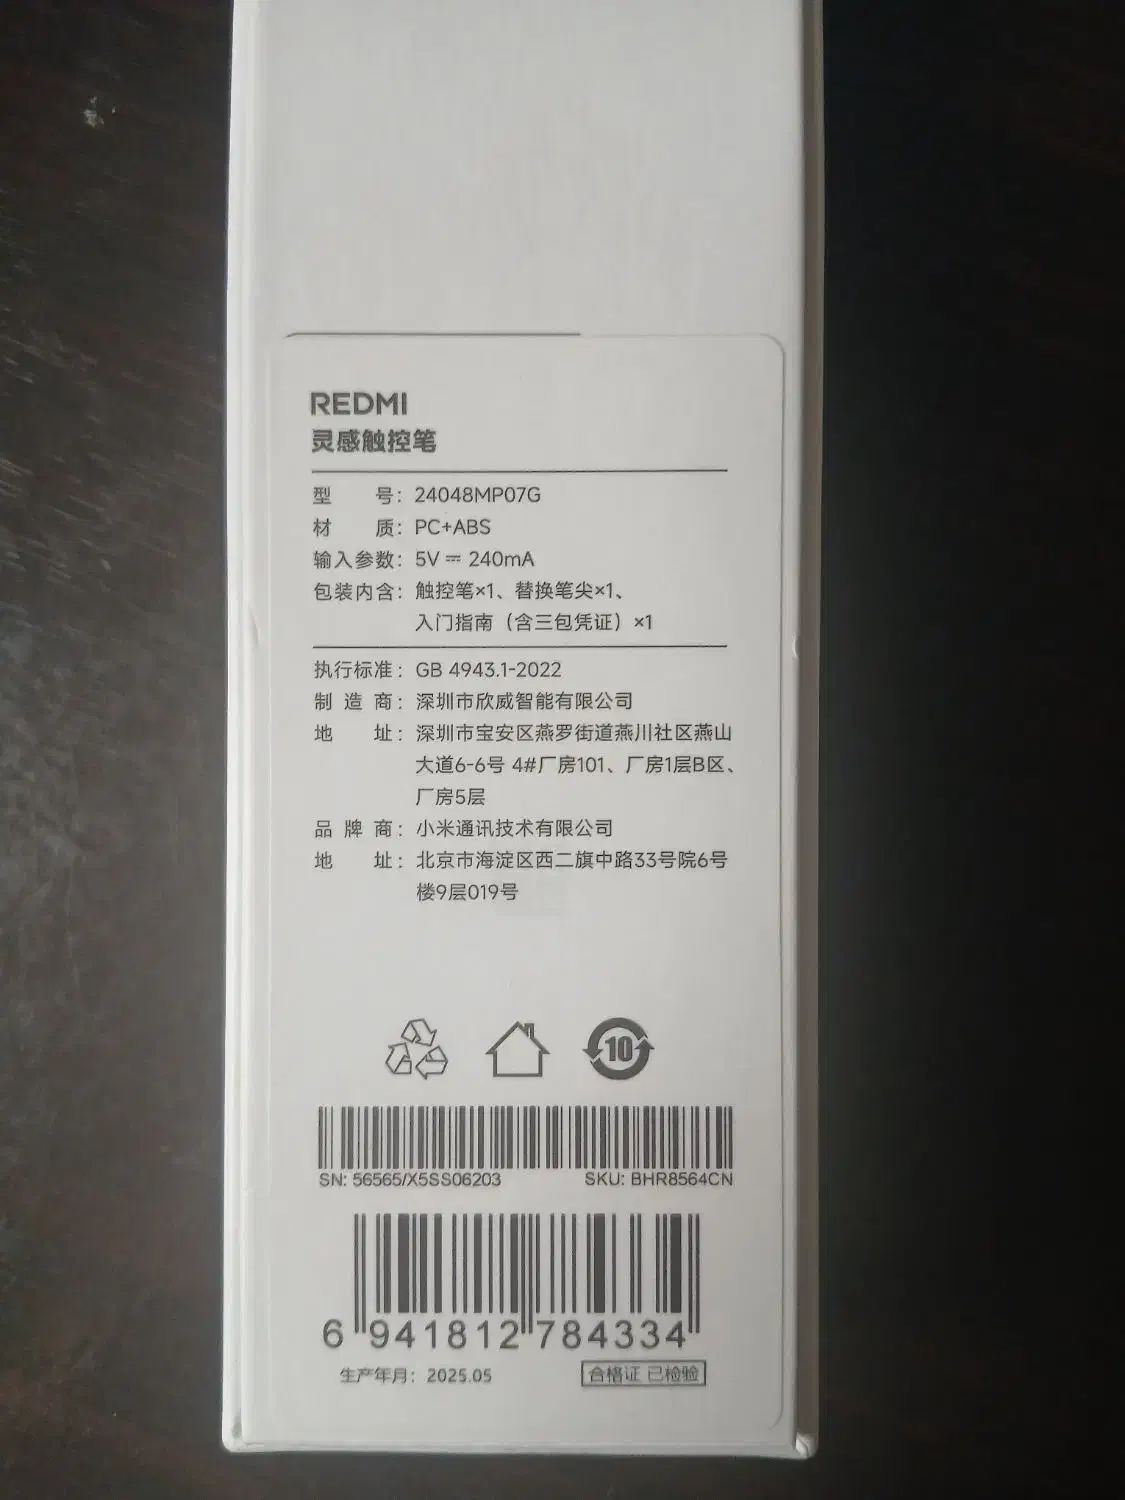 REDMI
灵感触控笔
型 号：24048MP07G
材 质：PC+ABS
输入参数：5V ⎓ 240mA
包装内含：触控笔×1、替换笔尖×1、
入门指南（含三包凭证）×1
执行标准：GB 4943.1-2022
制 造 商：深圳市欣威智能有限公司
地 址：深圳市宝安区燕罗街道燕川社区燕山
大道6-6号 4#厂房101、厂房1层B区、
厂房5层
品 牌 商：小米通讯技术有限公司
地 址：北京市海淀区西二旗中路33号院6号
楼9层019号
10
SN: 56565/X5SS06203 SKU: BHR8564CN
6 941812 784334
生产年月：2025.05 合格证 已检验